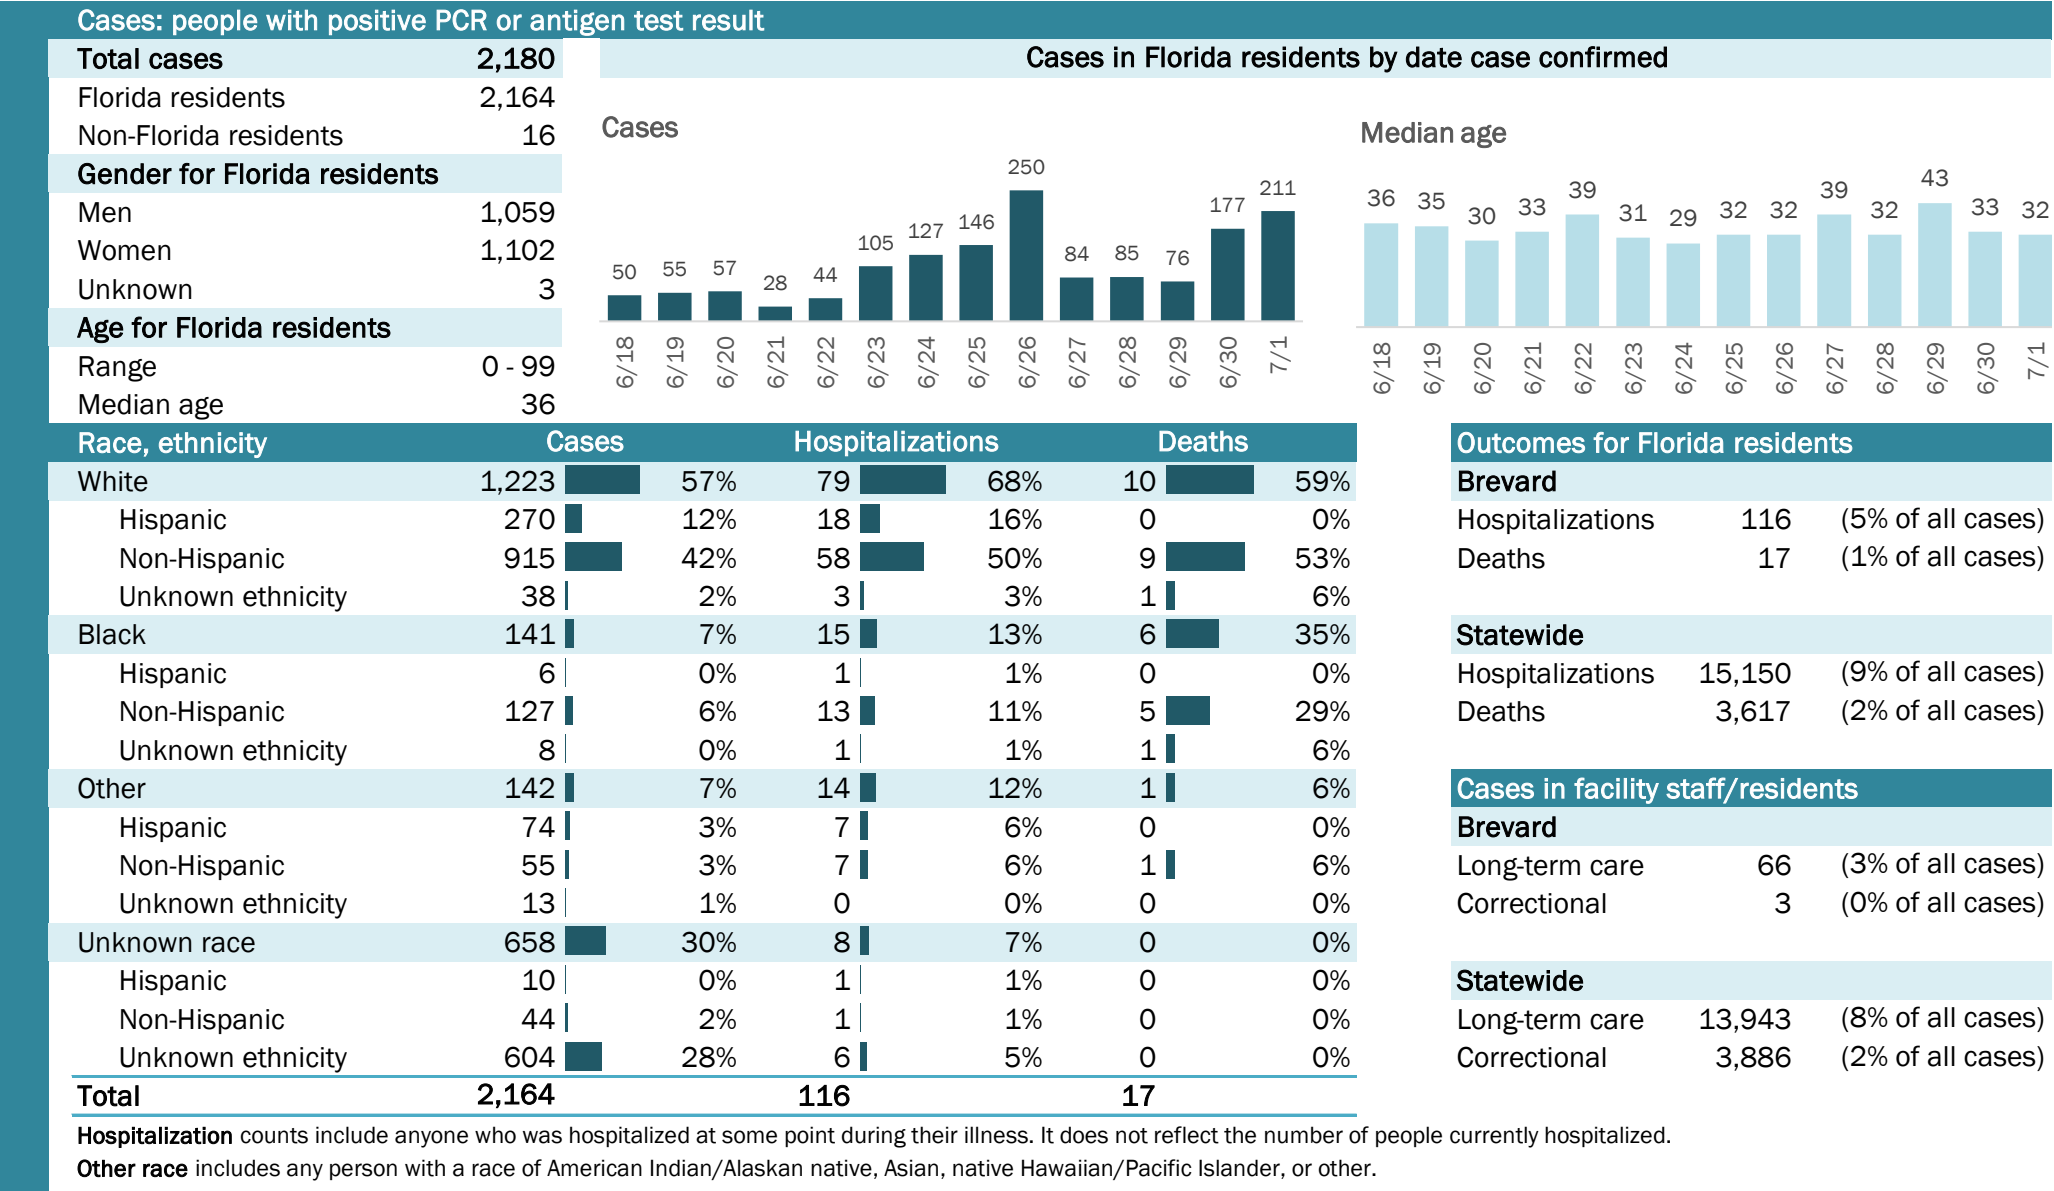 Cases: people with positive PCR or antigen test result
Total cases 2,180
Florida residents 2,164
Non-Florida residents 16
Gender for Florida residents
Men 1,059
Women 1,102
Unknown 3
Age for Florida residents
Range 0 - 99
Median age 36
Cases in Florida residents by date case confirmed
Cases
50 55 57 28 44 105 127 146 250 84 85 76 177 211
6/18 6/19 6/20 6/21 6/22 6/23 6/24 6/25 6/26 6/27 6/28 6/29 6/30 7/1
Median age
36 35 30 33 39 31 29 32 32 39 32 43 33 32
6/18 6/19 6/20 6/21 6/22 6/23 6/24 6/25 6/26 6/27 6/28 6/29 6/30 7/1
Race, ethnicity Cases Hospitalizations Deaths
White 1,223 57% 79 68% 10 59%
Hispanic 270 12% 18 16% 0 0%
Non-Hispanic 915 42% 58 50% 9 53%
Unknown ethnicity 38 2% 3 3% 1 6%
Black 141 7% 15 13% 6 35%
Hispanic 6 0% 1 1% 0 0%
Non-Hispanic 127 6% 13 11% 5 29%
Unknown ethnicity 8 0% 1 1% 1 6%
Other 142 7% 14 12% 1 6%
Hispanic 74 3% 7 6% 0 0%
Non-Hispanic 55 3% 7 6% 1 6%
Unknown ethnicity 13 1% 0 0% 0 0%
Unknown race 658 30% 8 7% 0 0%
Hispanic 10 0% 1 1% 0 0%
Non-Hispanic 44 2% 1 1% 0 0%
Unknown ethnicity 604 28% 6 5% 0 0%
Total 2,164 116 17
Outcomes for Florida residents
Brevard
Hospitalizations 116 (5% of all cases)
Deaths 17 (1% of all cases)
Statewide
Hospitalizations 15,150 (9% of all cases)
Deaths 3,617 (2% of all cases)
Cases in facility staff/residents
Brevard
Long-term care 66 (3% of all cases)
Correctional 3 (0% of all cases)
Statewide
Long-term care 13,943 (8% of all cases)
Correctional 3,886 (2% of all cases)
Hospitalization counts include anyone who was hospitalized at some point during their illness. It does not reflect the number of people currently hospitalized.
Other race includes any person with a race of American Indian/Alaskan native, Asian, native Hawaiian/Pacific Islander, or other.